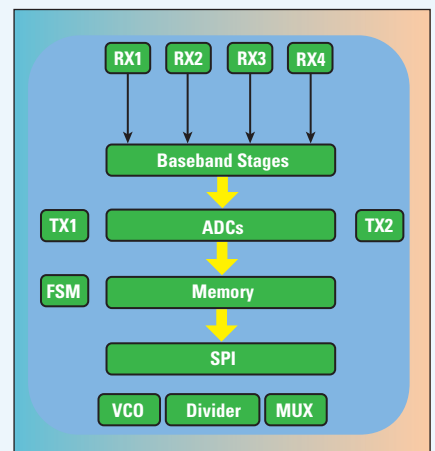 RX1 RX2 RX3 RX4
Baseband Stages
TX1 ADCs TX2
FSM Memory
SPI
VCO Divider MUX